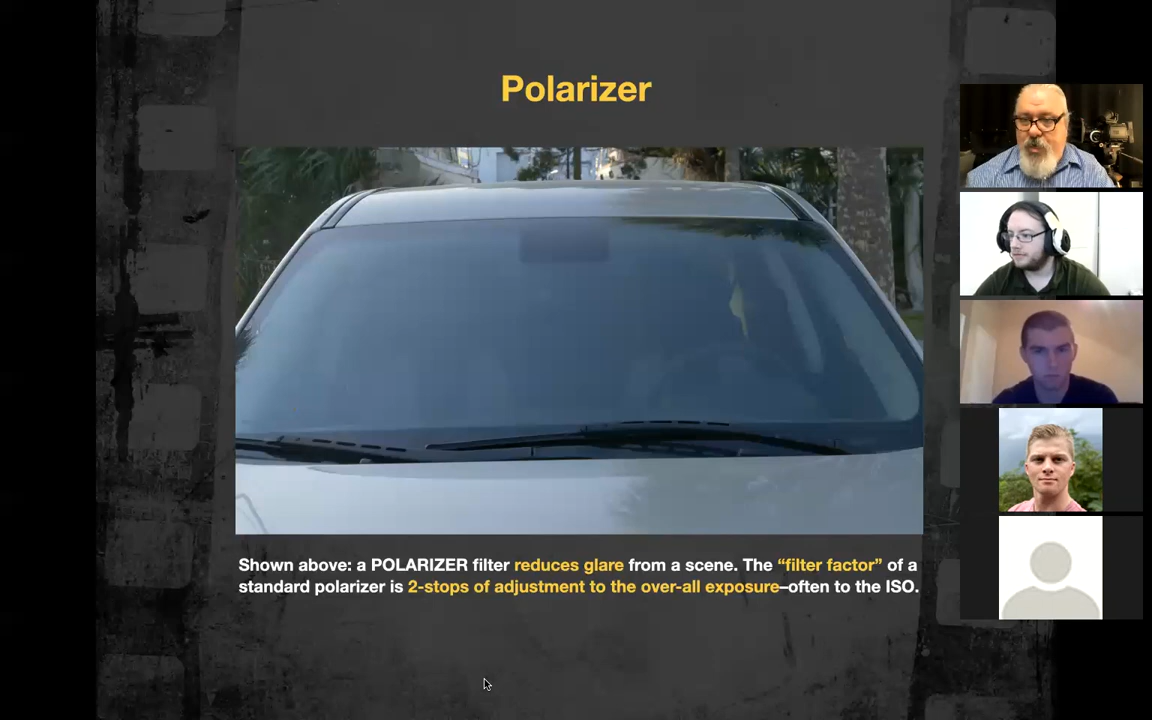 Polarizer
Shown above: a POLARIZER filter reduces glare from a scene. The “filter factor” of a
standard polarizer is 2-stops of adjustment to the over-all exposure–often to the ISO.